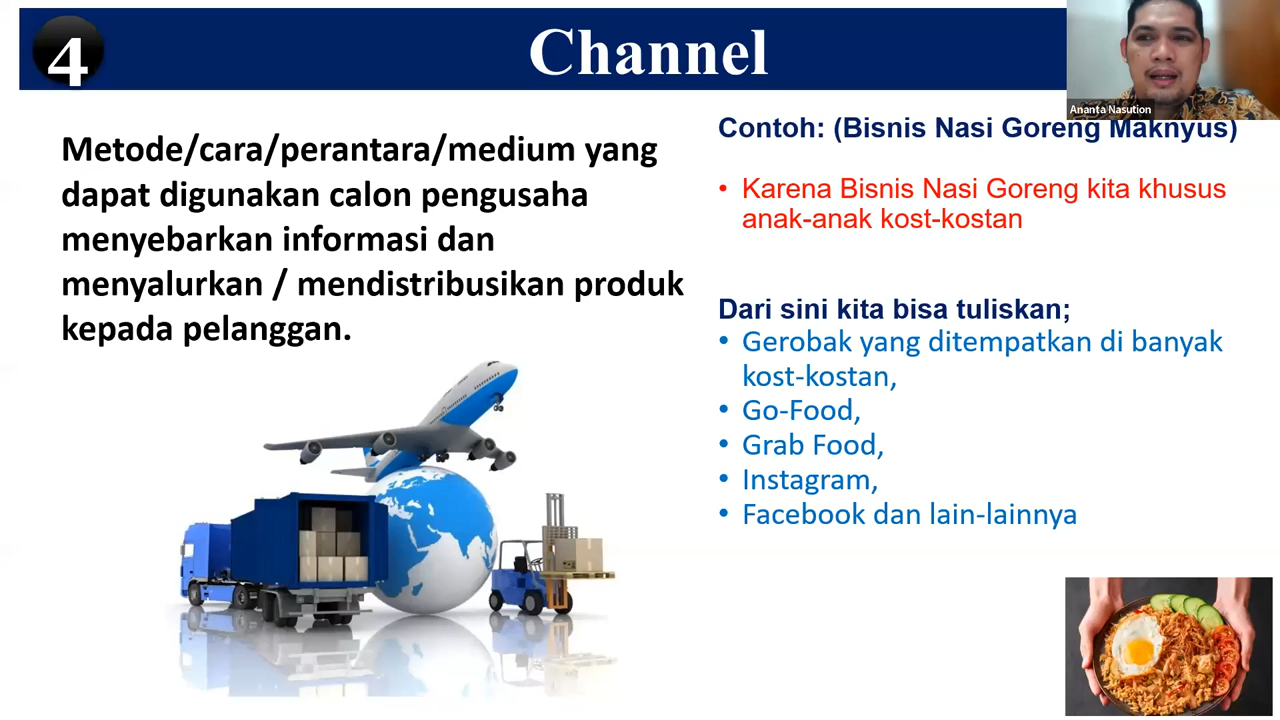 4
Channel
Ananta Nasution
Metode/cara/perantara/medium yang
dapat digunakan calon pengusaha
menyebarkan informasi dan
menyalurkan / mendistribusikan produk
kepada pelanggan.
Contoh: (Bisnis Nasi Goreng Maknyus)
• Karena Bisnis Nasi Goreng kita khusus
anak-anak kost-kostan
Dari sini kita bisa tuliskan;
• Gerobak yang ditempatkan di banyak
kost-kostan,
• Go-Food,
• Grab Food,
• Instagram,
• Facebook dan lain-lainnya